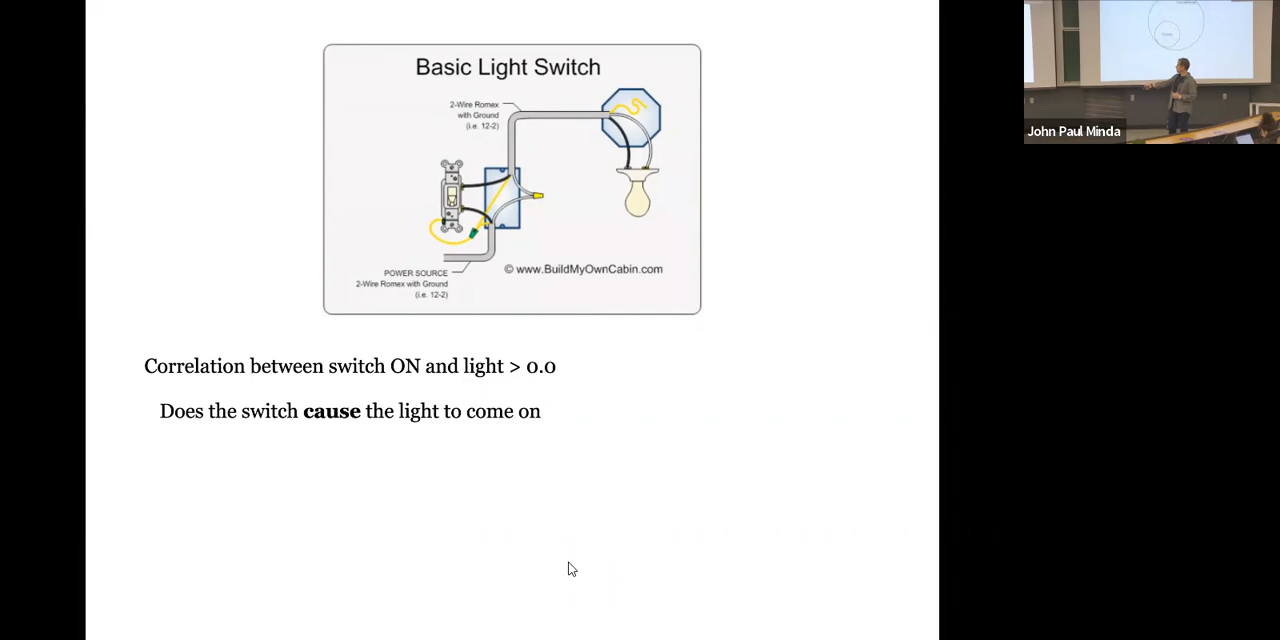 Basic Light Switch
2-Wire Romex
with Ground
(i.e. 12-2)
POWER SOURCE
2-Wire Romex with Ground
(i.e. 12-2)
© www.BuildMyOwnCabin.com
Correlation between switch ON and light > 0.0
Does the switch cause the light to come on
John Paul Minda